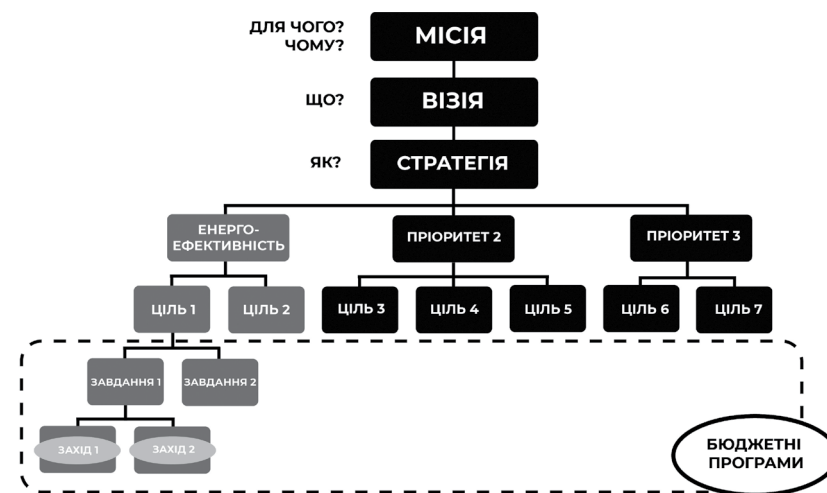 ДЛЯ ЧОГО?
ЧОМУ?
МІСІЯ
ЩО?
ВІЗІЯ
ЯК?
СТРАТЕГІЯ
ЕНЕРГО-
ЕФЕКТИВНІСТЬ
ПРІОРИТЕТ 2
ПРІОРИТЕТ 3
ЦІЛЬ 1
ЦІЛЬ 2
ЦІЛЬ 3
ЦІЛЬ 4
ЦІЛЬ 5
ЦІЛЬ 6
ЦІЛЬ 7
ЗАВДАННЯ 1
ЗАВДАННЯ 2
ЗАХІД 1
ЗАХІД 2
БЮДЖЕТНІ
ПРОГРАМИ